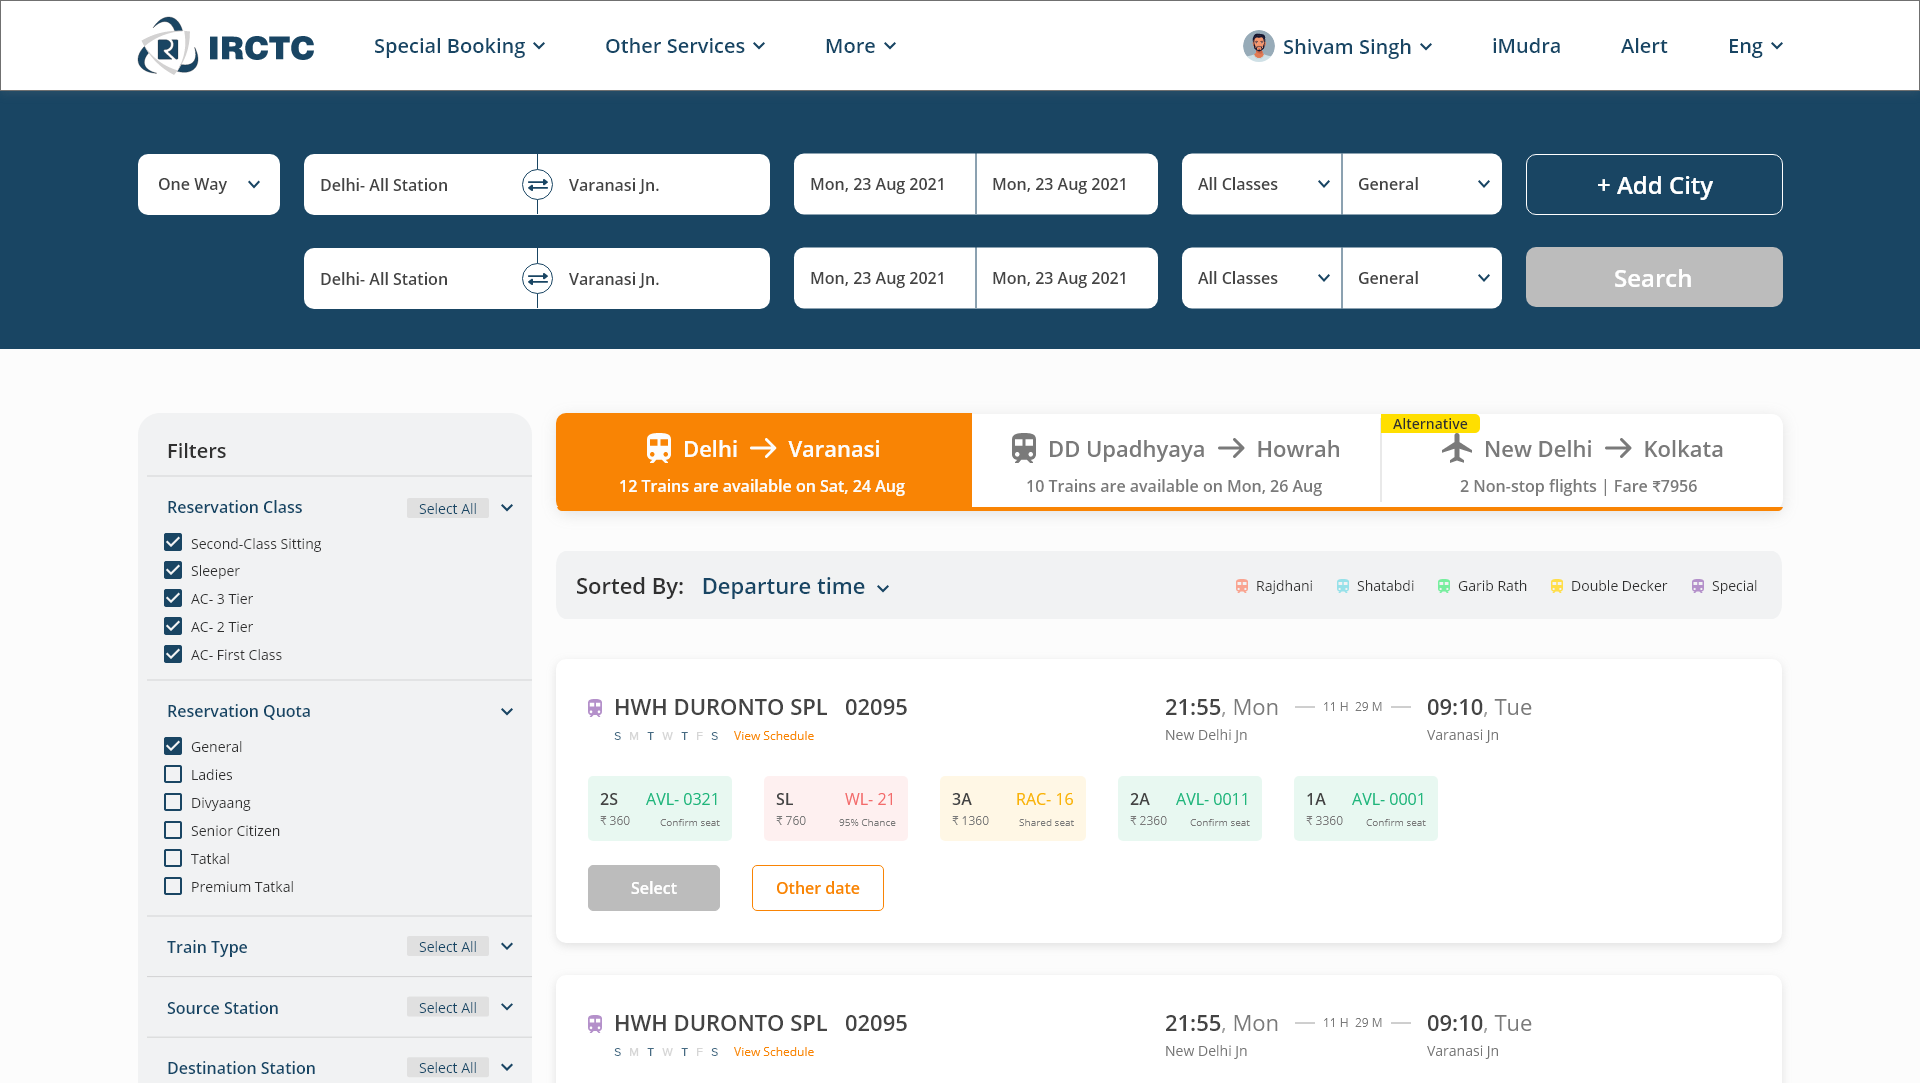 IRCTC
Special Booking
Other Services
More
Shivam Singh
iMudra
Alert
Eng
One Way
Delhi- All Station
Varanasi Jn.
Mon, 23 Aug 2021
Mon, 23 Aug 2021
All Classes
General
+ Add City
Delhi- All Station
Varanasi Jn.
Mon, 23 Aug 2021
Mon, 23 Aug 2021
All Classes
General
Search
Filters
Reservation Class
Select All
Second-Class Sitting
Sleeper
AC- 3 Tier
AC- 2 Tier
AC- First Class
Reservation Quota
General
Ladies
Divyaang
Senior Citizen
Tatkal
Premium Tatkal
Train Type
Select All
Source Station
Select All
Destination Station
Select All
Delhi → Varanasi
12 Trains are available on Sat, 24 Aug
DD Upadhyaya → Howrah
10 Trains are available on Mon, 26 Aug
Alternative
New Delhi → Kolkata
2 Non-stop flights | Fare ₹7956
Sorted By: Departure time
Rajdhani
Shatabdi
Garib Rath
Double Decker
Special
HWH DURONTO SPL 02095
S M T W T F S
View Schedule
21:55, Mon
11 H 29 M
09:10, Tue
New Delhi Jn
Varanasi Jn
2S AVL- 0321
₹ 360 Confirm seat
SL WL- 21
₹ 760 95% Chance
3A RAC- 16
₹ 1360 Shared seat
2A AVL- 0011
₹ 2360 Confirm seat
1A AVL- 0001
₹ 3360 Confirm seat
Select
Other date
HWH DURONTO SPL 02095
S M T W T F S
View Schedule
21:55, Mon
11 H 29 M
09:10, Tue
New Delhi Jn
Varanasi Jn